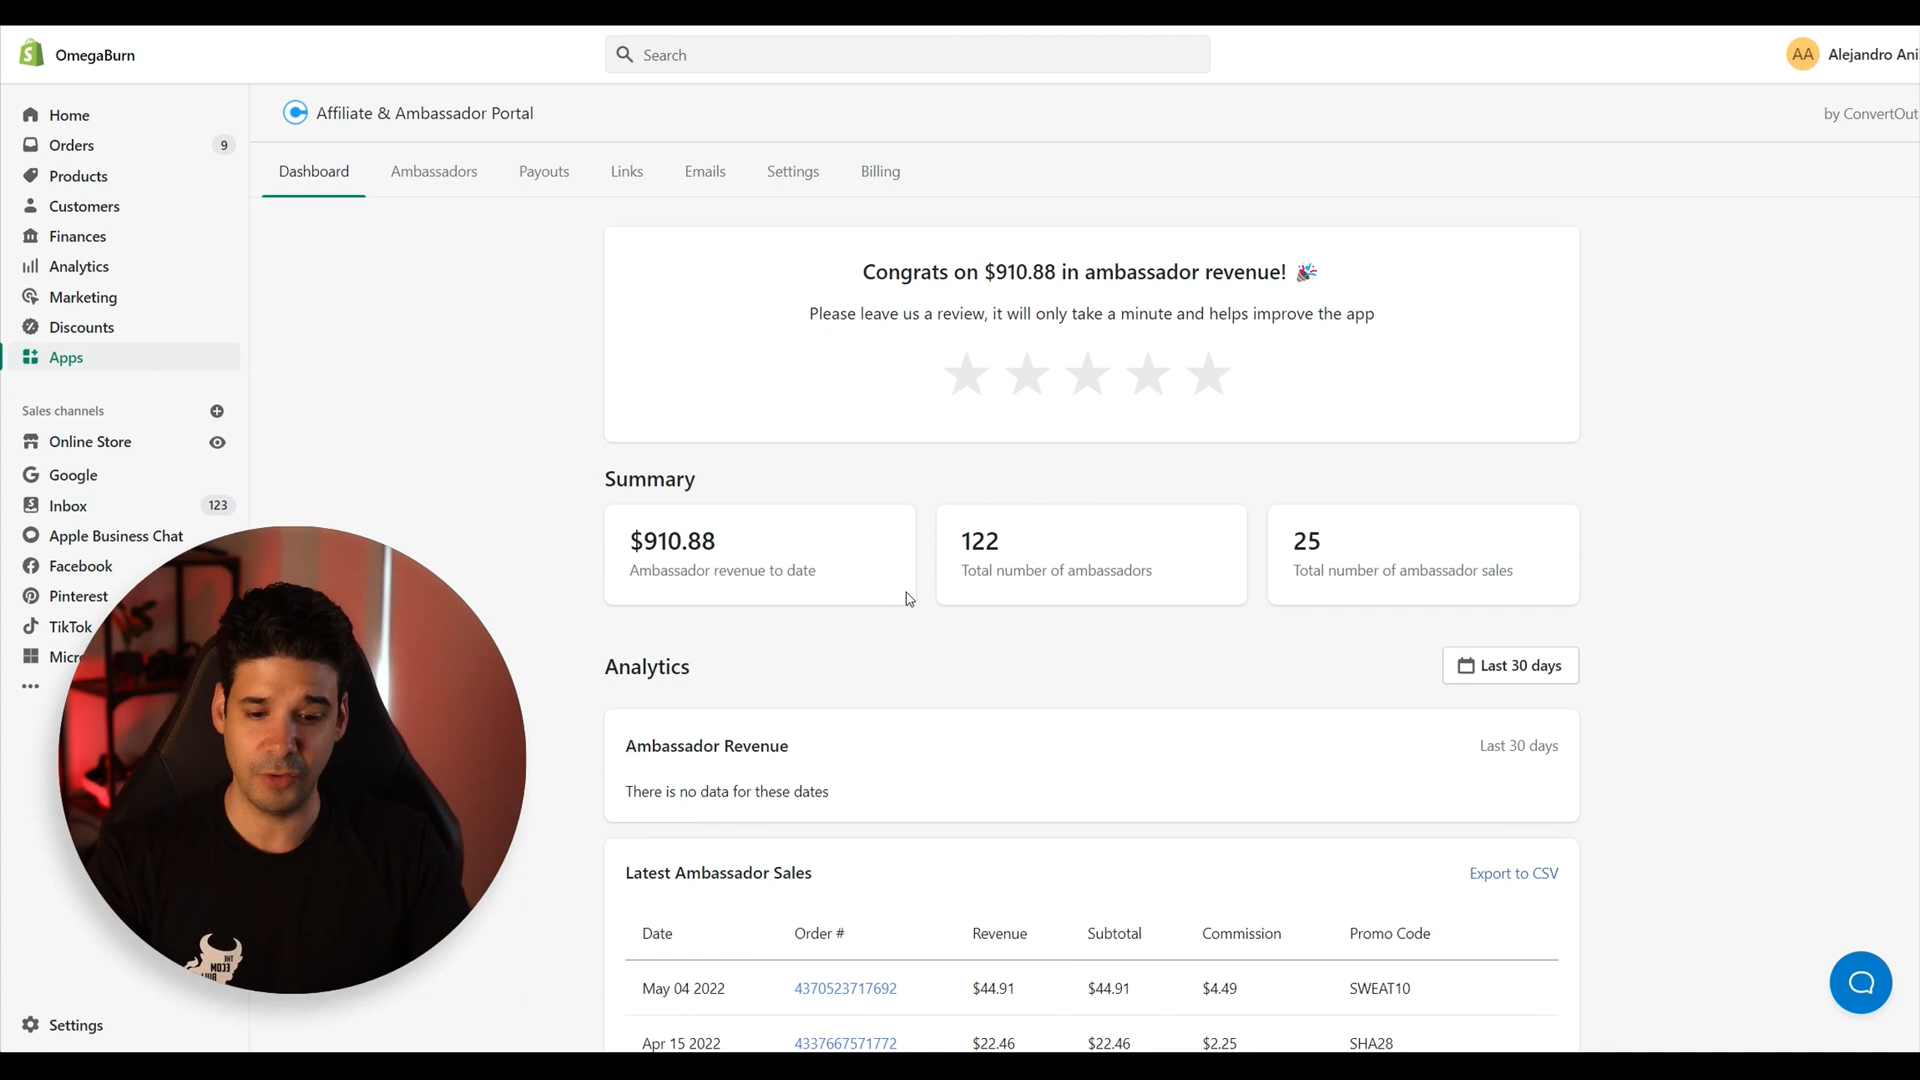 OmegaBurn
Search
AA
Alejandro Ani
Home
Orders
9
Products
Customers
Finances
Analytics
Marketing
Discounts
Apps
Sales channels
Online Store
Google
Inbox
123
Apple Business Chat
Facebook
Pinterest
TikTok
Micr
Settings
Affiliate & Ambassador Portal
by ConvertOut
Dashboard
Ambassadors
Payouts
Links
Emails
Settings
Billing
Congrats on $910.88 in ambassador revenue!
Please leave us a review, it will only take a minute and helps improve the app
Summary
$910.88
Ambassador revenue to date
122
Total number of ambassadors
25
Total number of ambassador sales
Analytics
Last 30 days
Ambassador Revenue
Last 30 days
There is no data for these dates
Latest Ambassador Sales
Export to CSV
Date Order # Revenue Subtotal Commission Promo Code
May 04 2022 4370523717692 $44.91 $44.91 $4.49 SWEAT10
Apr 15 2022 4337667571772 $22.46 $22.46 $2.25 SHA28
THE
ECOM
BULL